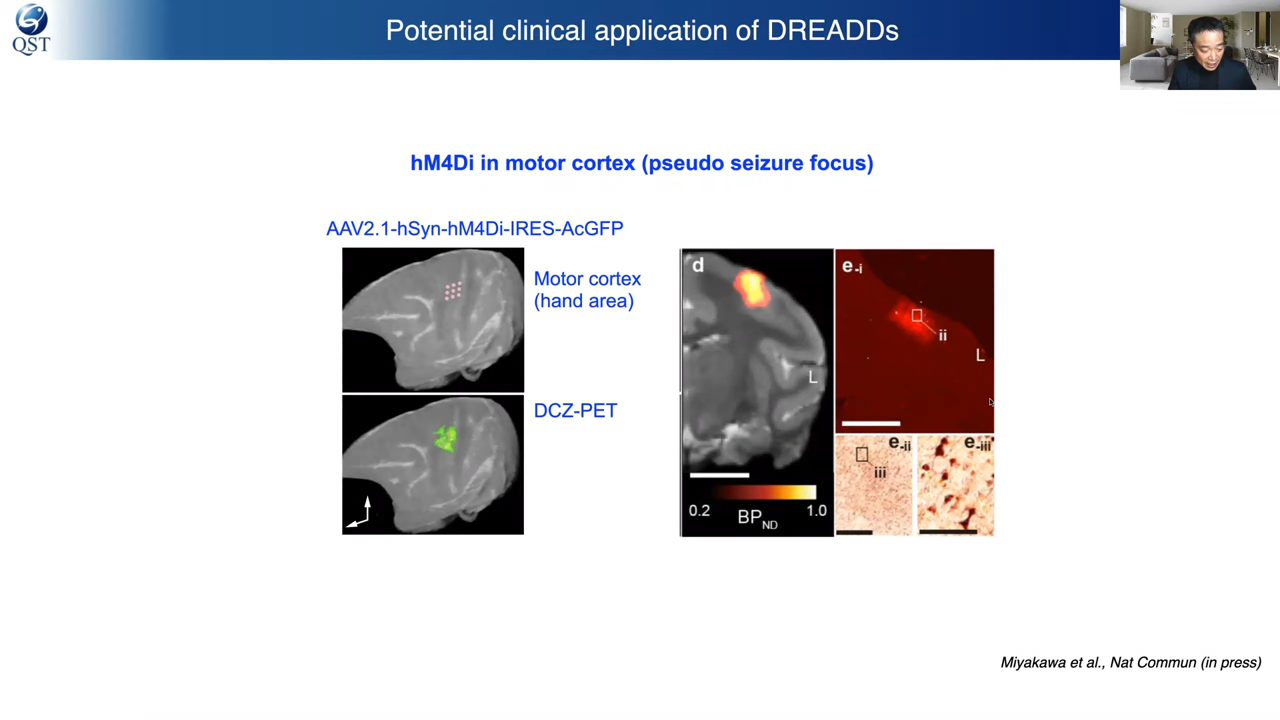 QST
Potential clinical application of DREADDs
hM4Di in motor cortex (pseudo seizure focus)
AAV2.1-hSyn-hM4Di-IRES-AcGFP
Motor cortex
(hand area)
DCZ-PET
d
L
0.2
1.0
BPND
e-i
ii
L
e-ii
iii
e-iii
Miyakawa et al., Nat Commun (in press)